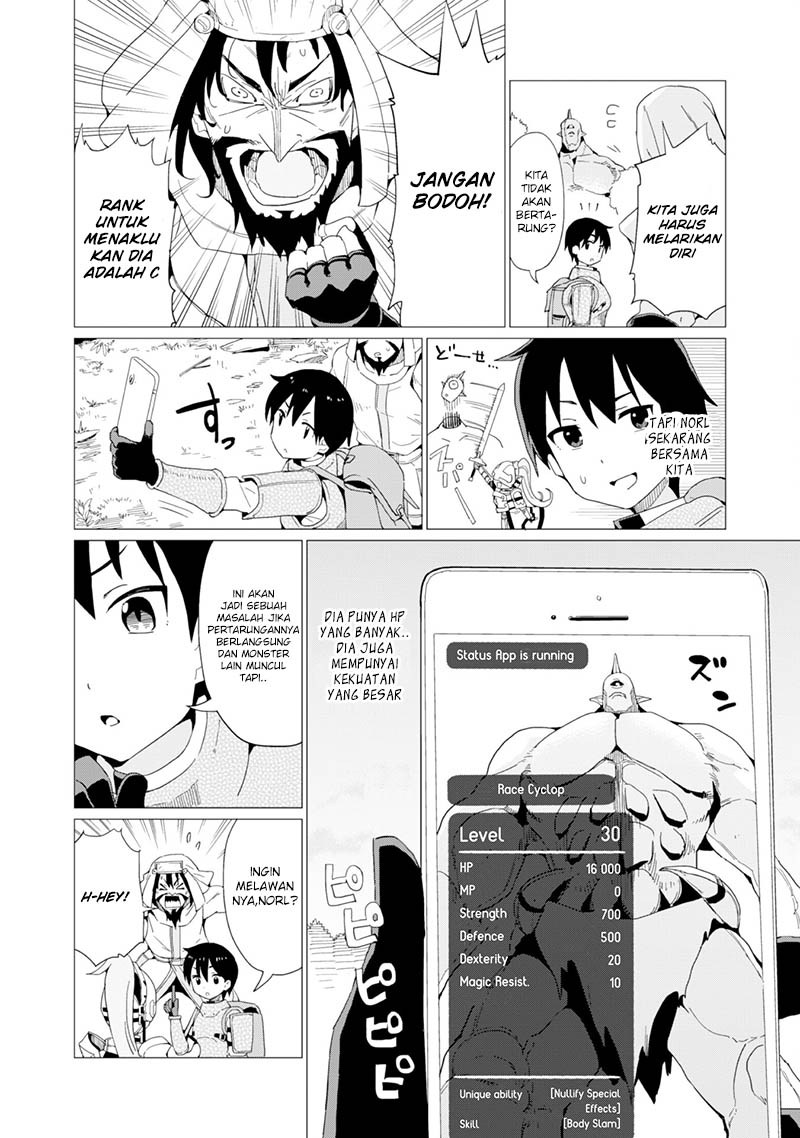 KITA JUGA
HARUS
MELARIKAN
DIRI
KITA
TIDAK
AKAN
BERTA-
RUNG?
JANGAN
BODOH!
RANK
UNTUK
MENAKLU
KAN DIA
ADALAH C
どーせ…
TAPI NORL
SEKARANG
BERSAMA
KITA
すっ
DIA PUNYA HP
YANG BANYAK..
DIA JUGA
MEMPUNYAI
KEKUATAN
YANG BESAR
Status App is running
ズン
Race Cyclop
Level 30
HP 16 000
MP 0
Strength 700
Defence 500
Dexterity 20
Magic Resist. 10
Unique ability [Nullify Special
Effects]
Skill [Body Slam]
ピピピピ
INI AKAN
JADI SEBUAH
MASALAH JIKA
PERTARUNGANNYA
BERLANGSUNG
DAN MONSTER
LAIN MUNCUL
TAPI..
INGIN
MELAWAN
NYA,NORL?
H-HEY!